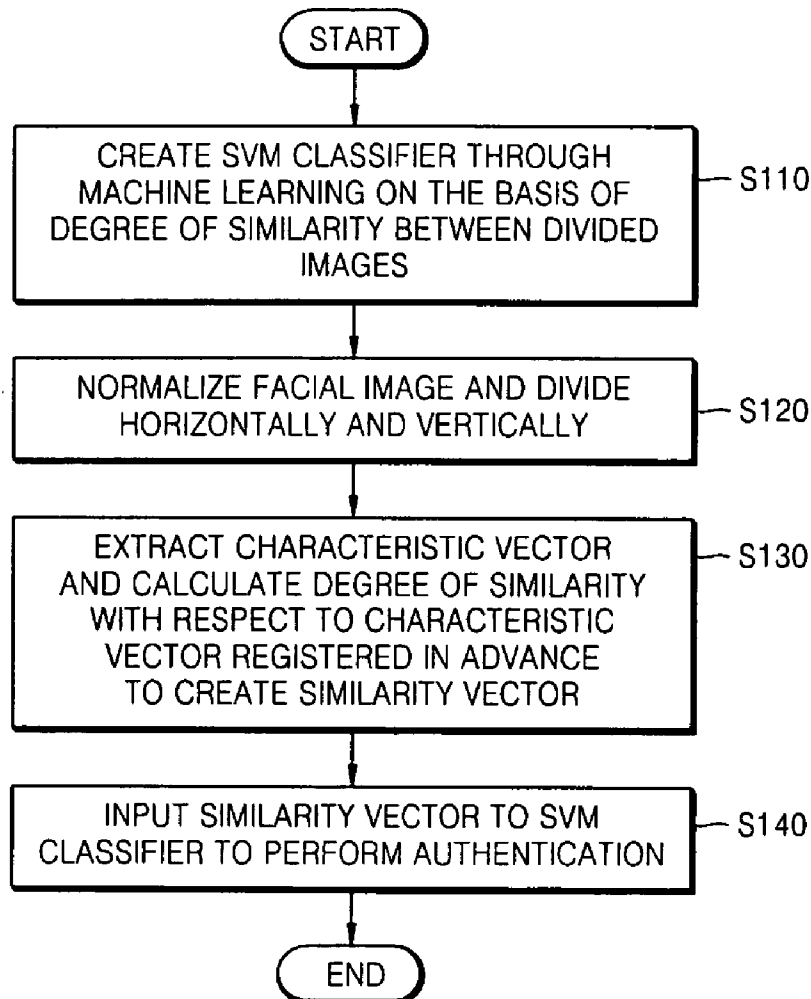 START
CREATE SVM CLASSIFIER THROUGH
MACHINE LEARNING ON THE BASIS OF
DEGREE OF SIMILARITY BETWEEN DIVIDED
IMAGES
S110
NORMALIZE FACIAL IMAGE AND DIVIDE
HORIZONTALLY AND VERTICALLY
S120
EXTRACT CHARACTERISTIC VECTOR
AND CALCULATE DEGREE OF SIMILARITY
WITH RESPECT TO CHARACTERISTIC
VECTOR REGISTERED IN ADVANCE
TO CREATE SIMILARITY VECTOR
S130
INPUT SIMILARITY VECTOR TO SVM
CLASSIFIER TO PERFORM AUTHENTICATION
S140
END